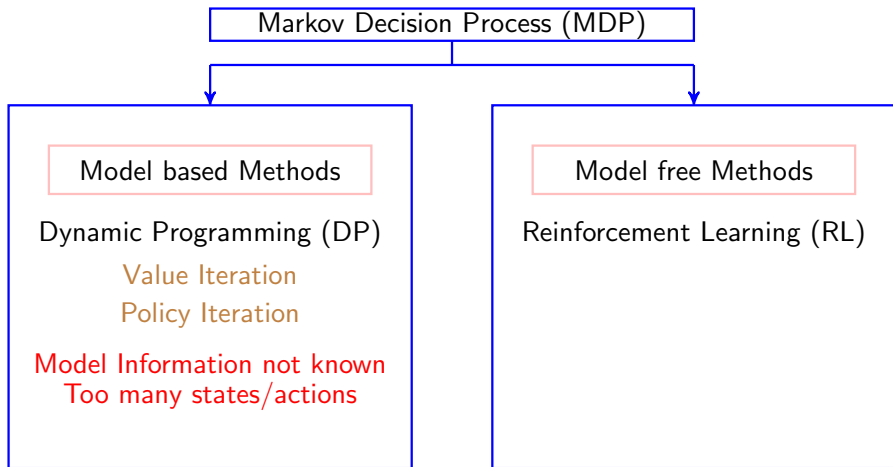 Markov Decision Process (MDP)
Model based Methods
Dynamic Programming (DP)
Value Iteration
Policy Iteration
Model Information not known
Too many states/actions
Model free Methods
Reinforcement Learning (RL)